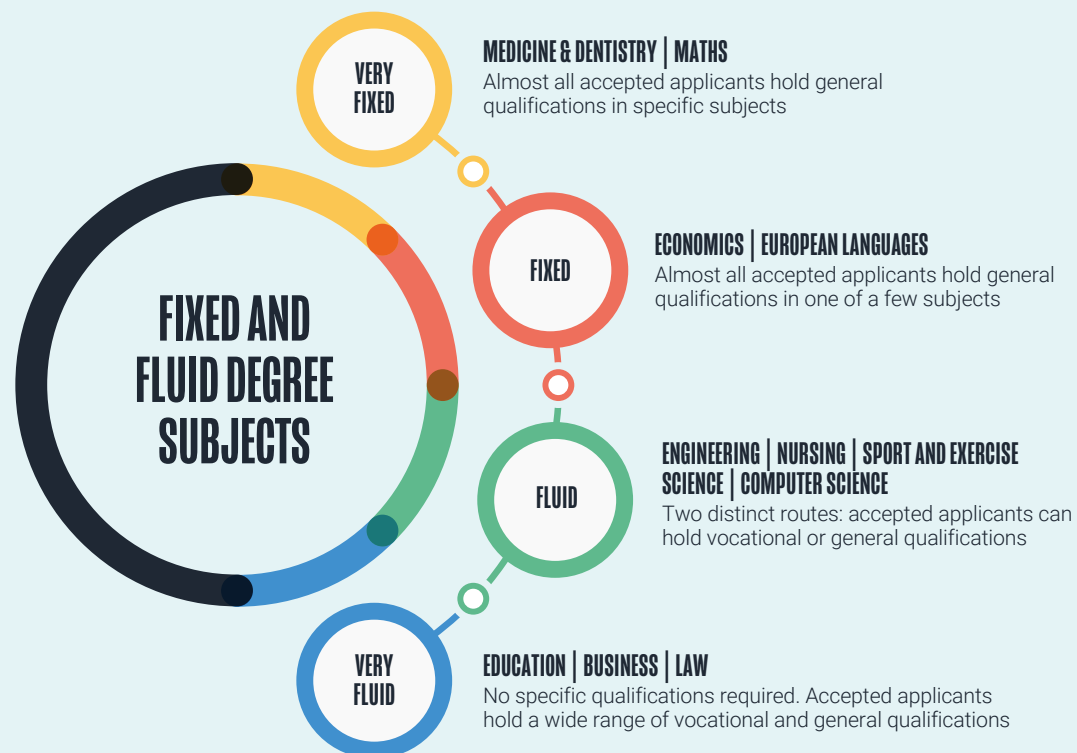 FIXED AND
FLUID DEGREE
SUBJECTS
VERY
FIXED
MEDICINE & DENTISTRY | MATHS
Almost all accepted applicants hold general
qualifications in specific subjects
FIXED
ECONOMICS | EUROPEAN LANGUAGES
Almost all accepted applicants hold general
qualifications in one of a few subjects
FLUID
ENGINEERING | NURSING | SPORT AND EXERCISE
SCIENCE | COMPUTER SCIENCE
Two distinct routes: accepted applicants can
hold vocational or general qualifications
VERY
FLUID
EDUCATION | BUSINESS | LAW
No specific qualifications required. Accepted applicants
hold a wide range of vocational and general qualifications